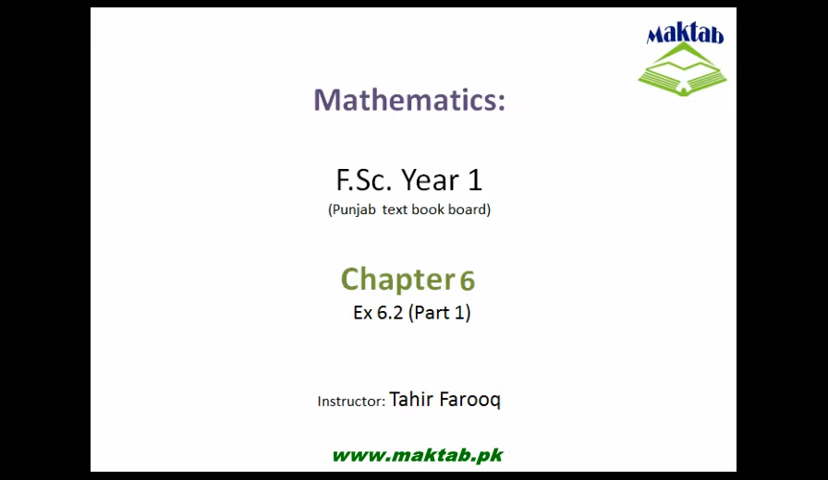 Maktab
Mathematics:
F.Sc. Year 1
(Punjab text book board)
Chapter 6
Ex 6.2 (Part 1)
Instructor: Tahir Farooq
www.maktab.pk